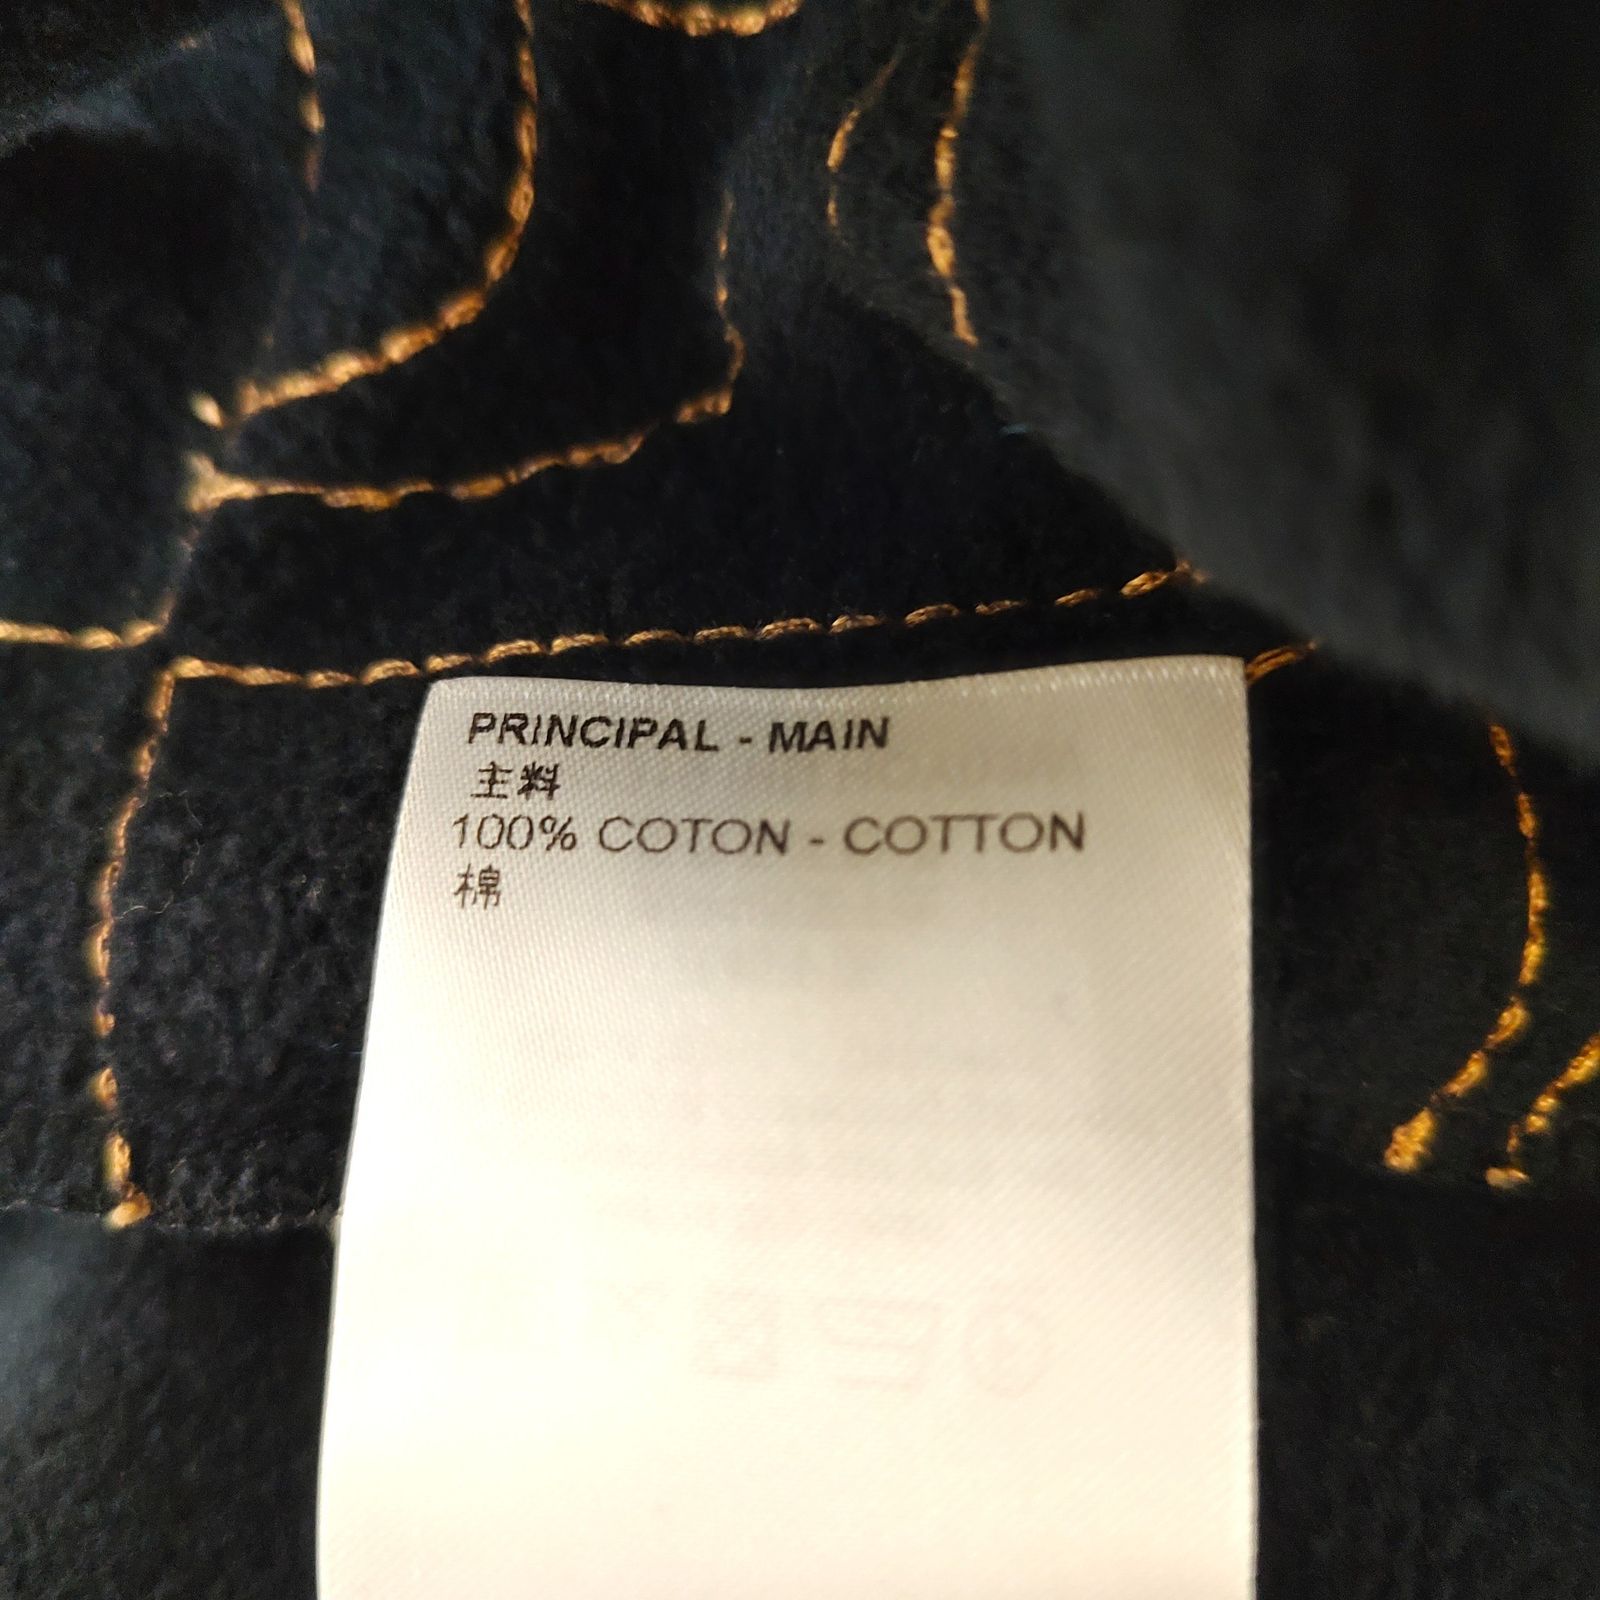 PRINCIPAL - MAIN
主料
100% COTON - COTTON
棉